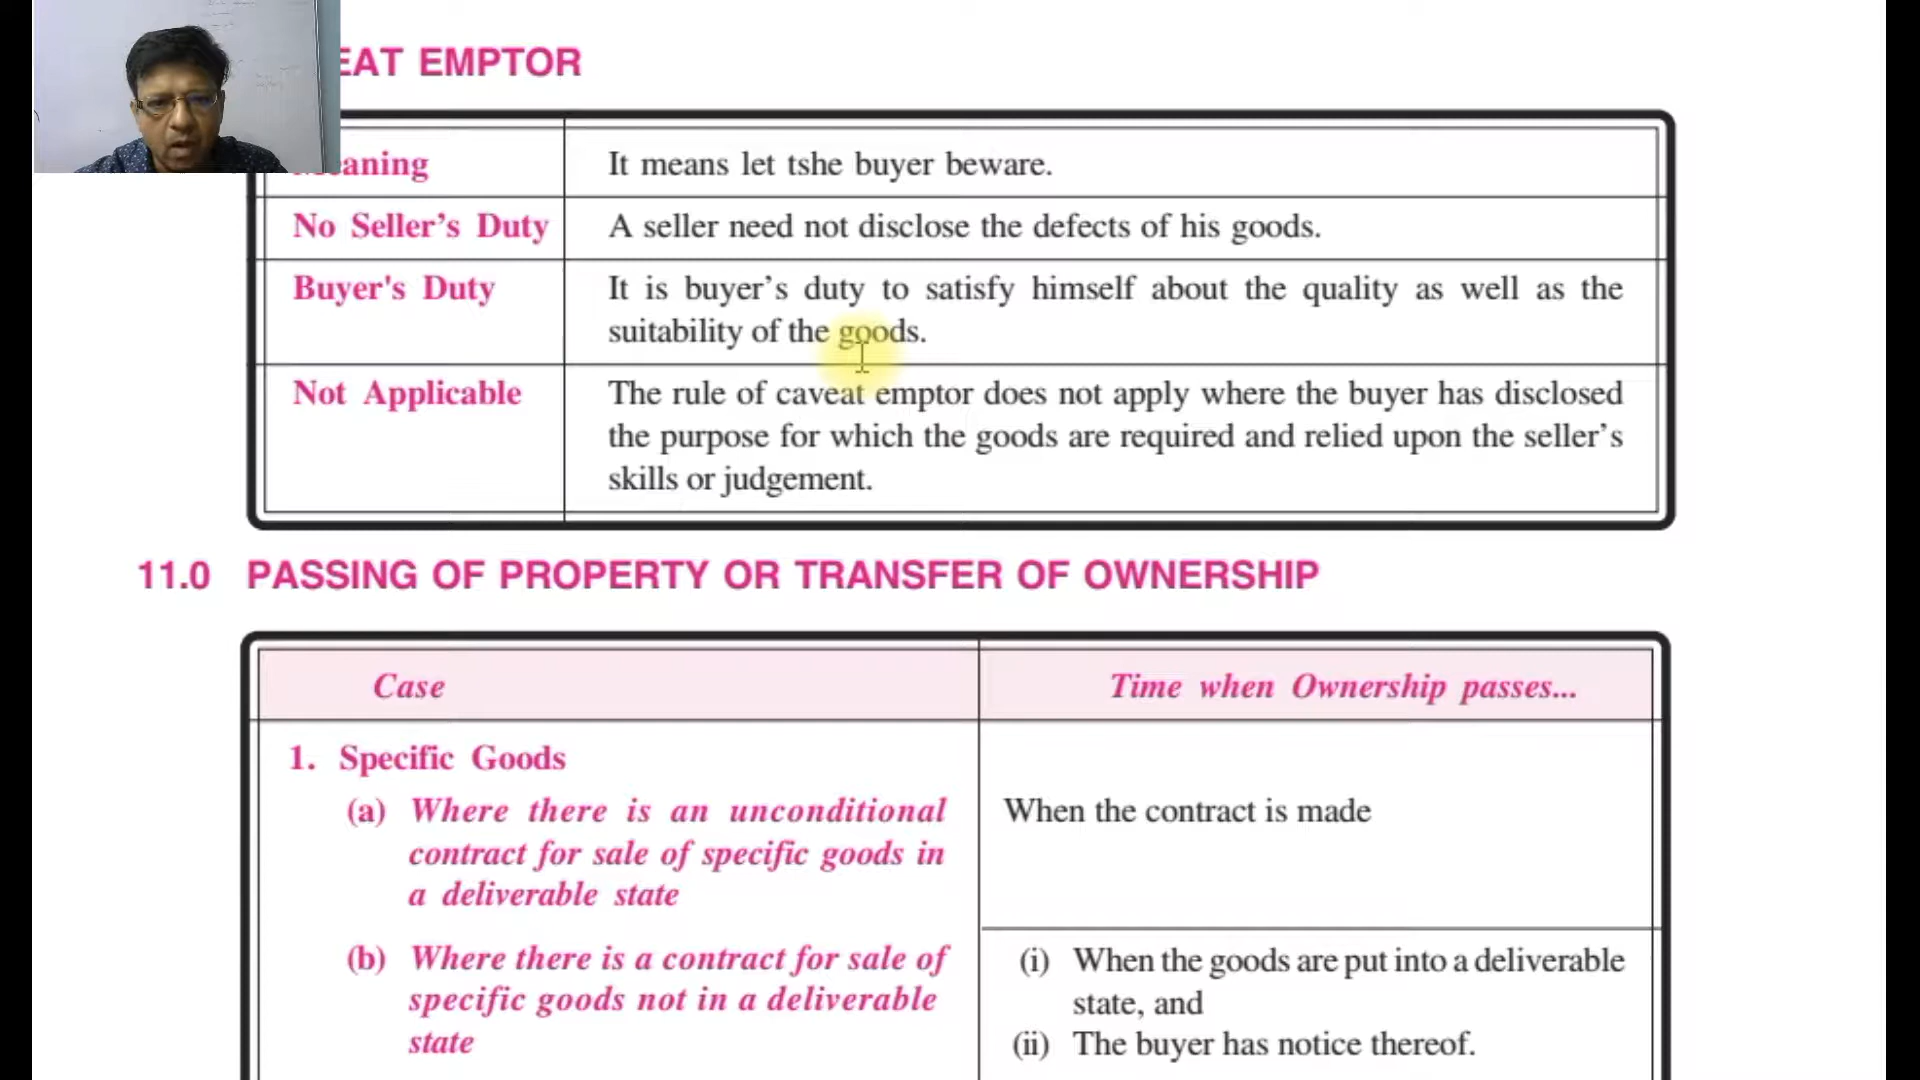 EAT EMPTOR
Meaning It means let tshe buyer beware.
No Seller’s Duty A seller need not disclose the defects of his goods.
Buyer's Duty It is buyer’s duty to satisfy himself about the quality as well as the
suitability of the goods.
Not Applicable The rule of caveat emptor does not apply where the buyer has disclosed
the purpose for which the goods are required and relied upon the seller’s
skills or judgement.
11.0 PASSING OF PROPERTY OR TRANSFER OF OWNERSHIP
Case Time when Ownership passes...
1. Specific Goods
(a) Where there is an unconditional
contract for sale of specific goods in
a deliverable state
When the contract is made
(b) Where there is a contract for sale of
specific goods not in a deliverable
state
(i) When the goods are put into a deliverable
state, and
(ii) The buyer has notice thereof.